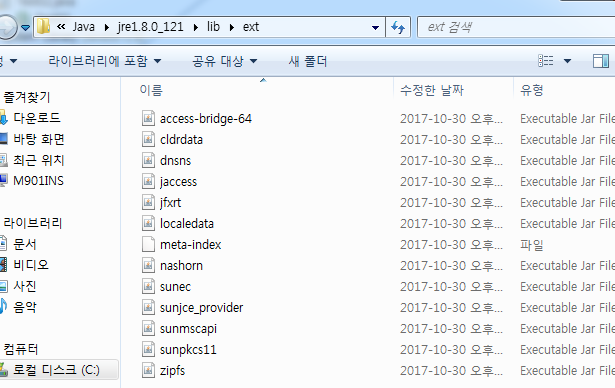 « Java ▸ jre1.8.0_121 ▸ lib ▸ ext
ext 검색
라이브러리에 포함 ▼ 공유 대상 ▼ 새 폴더
이름 수정한 날짜 유형
즐겨찾기
다운로드
바탕 화면
최근 위치
M901INS
라이브러리
문서
비디오
사진
음악
컴퓨터
로컬 디스크 (C:)
access-bridge-64 2017-10-30 오후... Executable Jar File
cldrdata 2017-10-30 오후... Executable Jar File
dnsns 2017-10-30 오후... Executable Jar File
jaccess 2017-10-30 오후... Executable Jar File
jfxrt 2017-10-30 오후... Executable Jar File
localedata 2017-10-30 오후... Executable Jar File
meta-index 2017-10-30 오후... 파일
nashorn 2017-10-30 오후... Executable Jar File
sunec 2017-10-30 오후... Executable Jar File
sunjce_provider 2017-10-30 오후... Executable Jar File
sunmscapi 2017-10-30 오후... Executable Jar File
sunpkcs11 2017-10-30 오후... Executable Jar File
zipfs 2017-10-30 오후... Executable Jar File